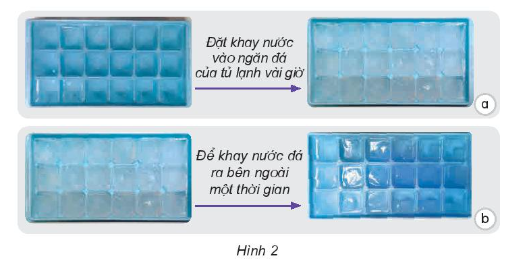 Đặt khay nước
vào ngăn đá
của tủ lạnh vài giờ
a
Để khay nước đá
ra bên ngoài
một thời gian
b
Hình 2